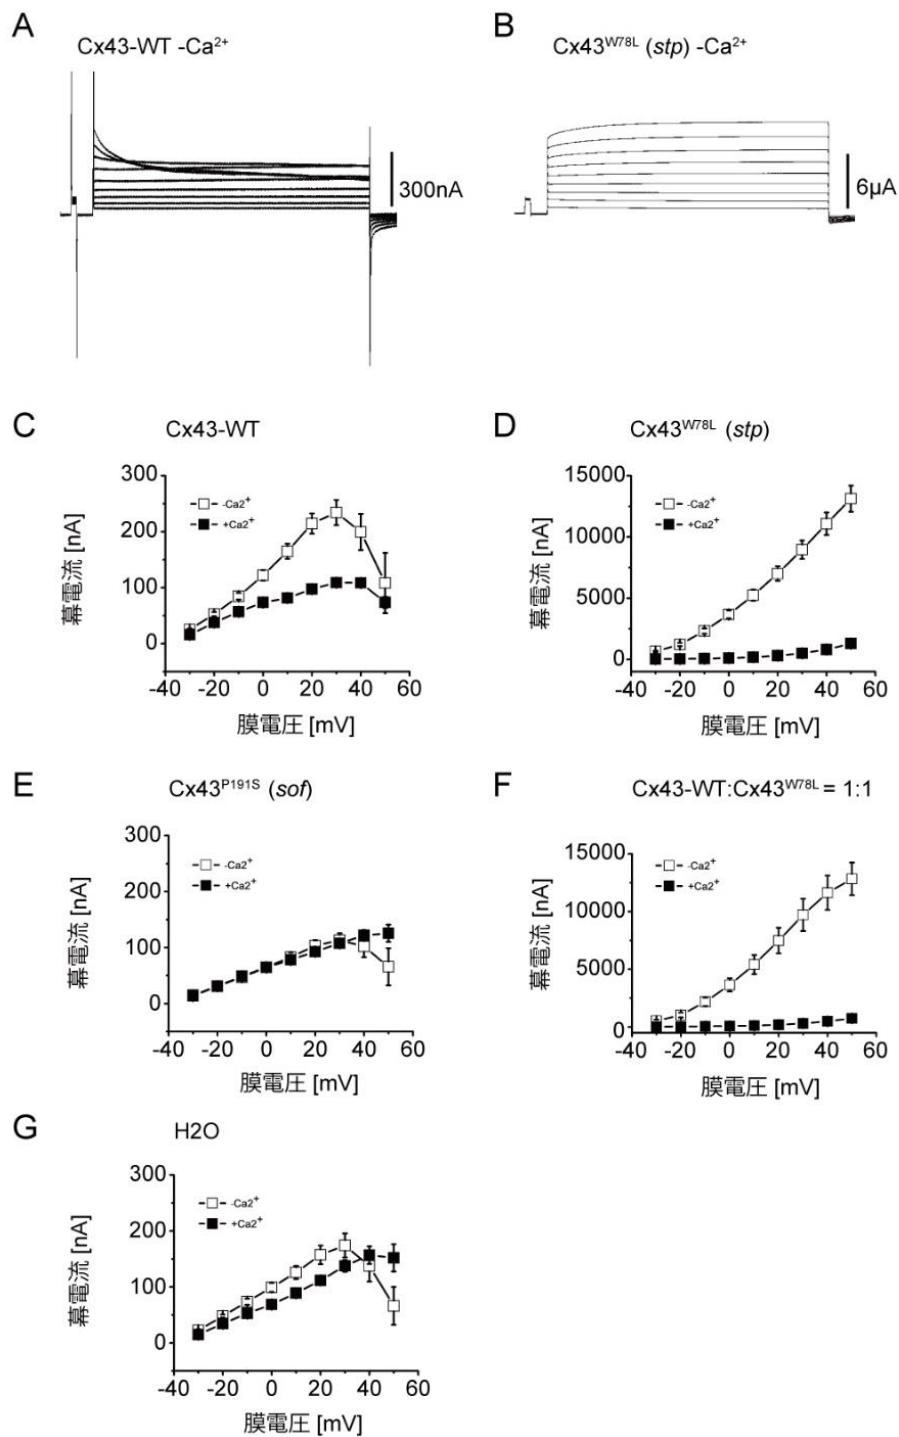 A
Cx43-WT -Ca²⁺
300nA
B
Cx43ᵂ⁷⁸ᴸ (stp) -Ca²⁺
6µA
C
Cx43-WT
300
200
100
0
-Ca2⁺
+Ca2⁺
幕電流 [nA]
-40 -20 0 20 40 60
膜電圧 [mV]
D
Cx43ᵂ⁷⁸ᴸ (stp)
15000
10000
5000
0
-Ca2⁺
+Ca2⁺
幕電流 [nA]
-40 -20 0 20 40 60
膜電圧 [mV]
E
Cx43ᴾ¹⁹¹ˢ (sof)
300
200
100
0
-Ca2⁺
+Ca2⁺
幕電流 [nA]
-40 -20 0 20 40 60
膜電圧 [mV]
F
Cx43-WT:Cx43ᵂ⁷⁸ᴸ = 1:1
15000
10000
5000
0
-Ca2⁺
+Ca2⁺
幕電流 [nA]
-40 -20 0 20 40 60
膜電圧 [mV]
G
H2O
300
200
100
0
-Ca2⁺
+Ca2⁺
幕電流 [nA]
-40 -20 0 20 40 60
膜電圧 [mV]